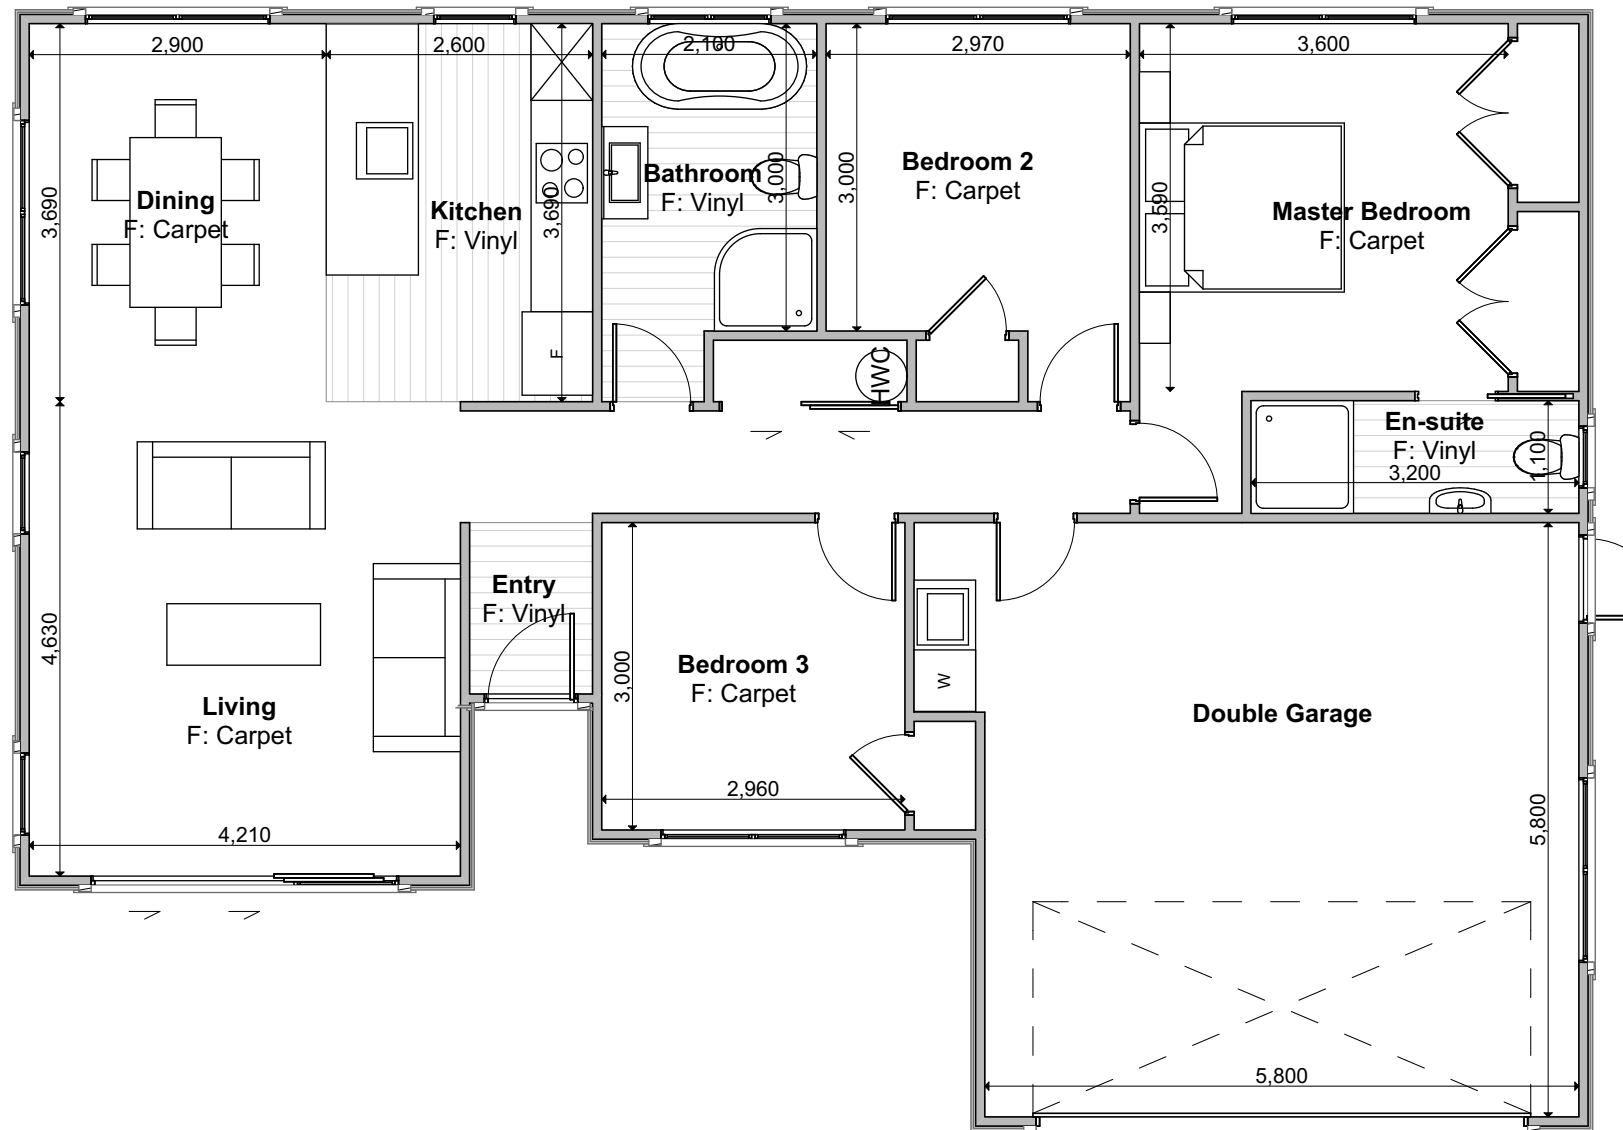 2,900
2,600
2,100
2,970
3,600
3,690
Dining
F: Carpet
Kitchen
F: Vinyl
3,690
Bathroom
F: Vinyl
3,000
3,000
Bedroom 2
F: Carpet
3,590
Master Bedroom
F: Carpet
F
HWC
En-suite
F: Vinyl
3,200
1,100
4,630
Entry
F: Vinyl
Living
F: Carpet
4,210
3,000
Bedroom 3
F: Carpet
2,960
W
Double Garage
5,800
5,800